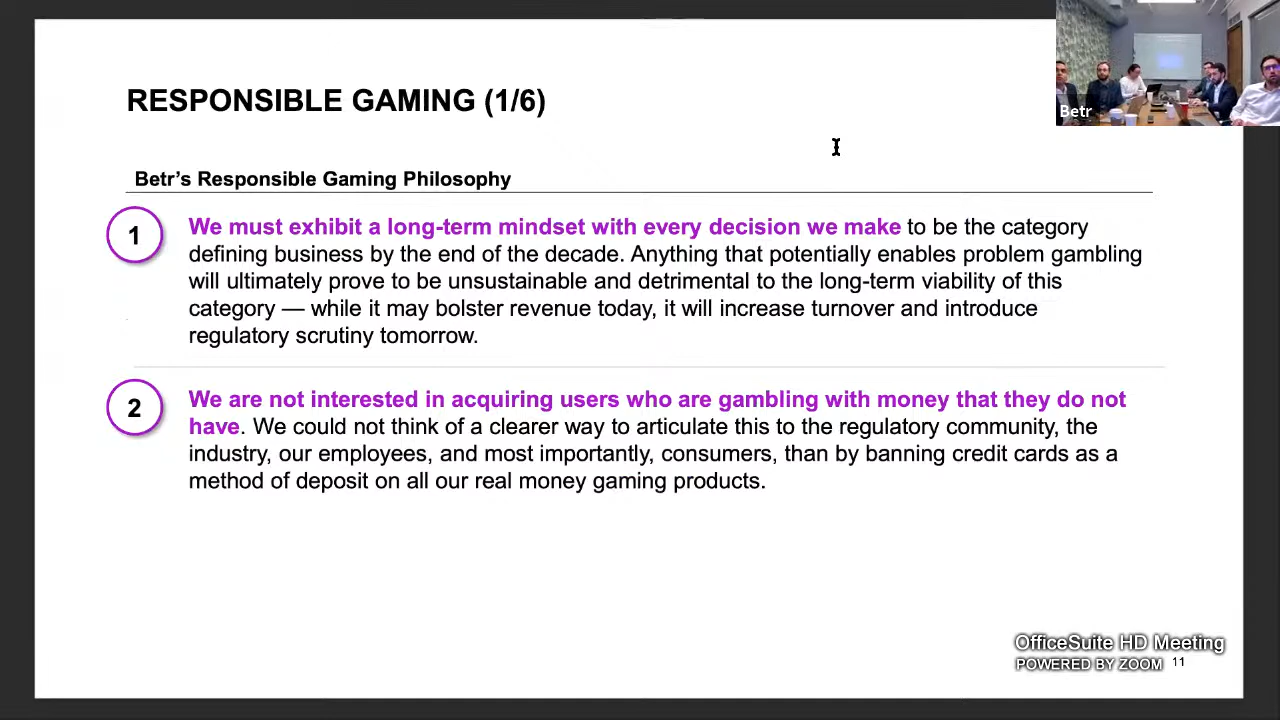 RESPONSIBLE GAMING (1/6)
Betr
Betr’s Responsible Gaming Philosophy
1
We must exhibit a long-term mindset with every decision we make to be the category
defining business by the end of the decade. Anything that potentially enables problem gambling
will ultimately prove to be unsustainable and detrimental to the long-term viability of this
category — while it may bolster revenue today, it will increase turnover and introduce
regulatory scrutiny tomorrow.
2
We are not interested in acquiring users who are gambling with money that they do not
have. We could not think of a clearer way to articulate this to the regulatory community, the
industry, our employees, and most importantly, consumers, than by banning credit cards as a
method of deposit on all our real money gaming products.
OfficeSuite HD Meeting
POWERED BY ZOOM
11